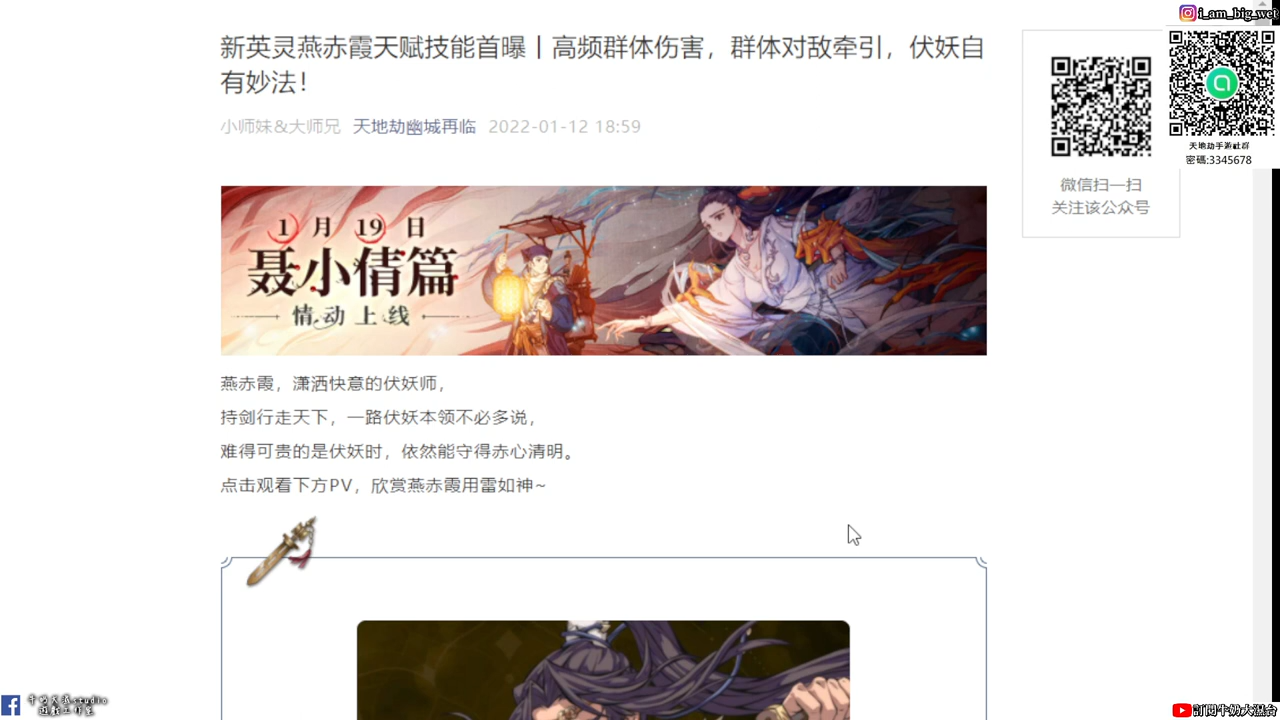 新英灵燕赤霞天赋技能首曝丨高频群体伤害，群体对敌牵引，伏妖自
有妙法！
小师妹&大师兄 天地劫幽城再临 2022-01-12 18:59
1月19日
聂小倩篇
情动上线
燕赤霞，潇洒快意的伏妖师，
持剑行走天下，一路伏妖本领不必多说，
难得可贵的是伏妖时，依然能守得赤心清明。
点击观看下方PV，欣赏燕赤霞用雷如神~
微信扫一扫
关注该公众号
i_am_big_wet
天地劫手游社群
密碼:3345678
遊戲工作室
訂閱牛奶大濕台